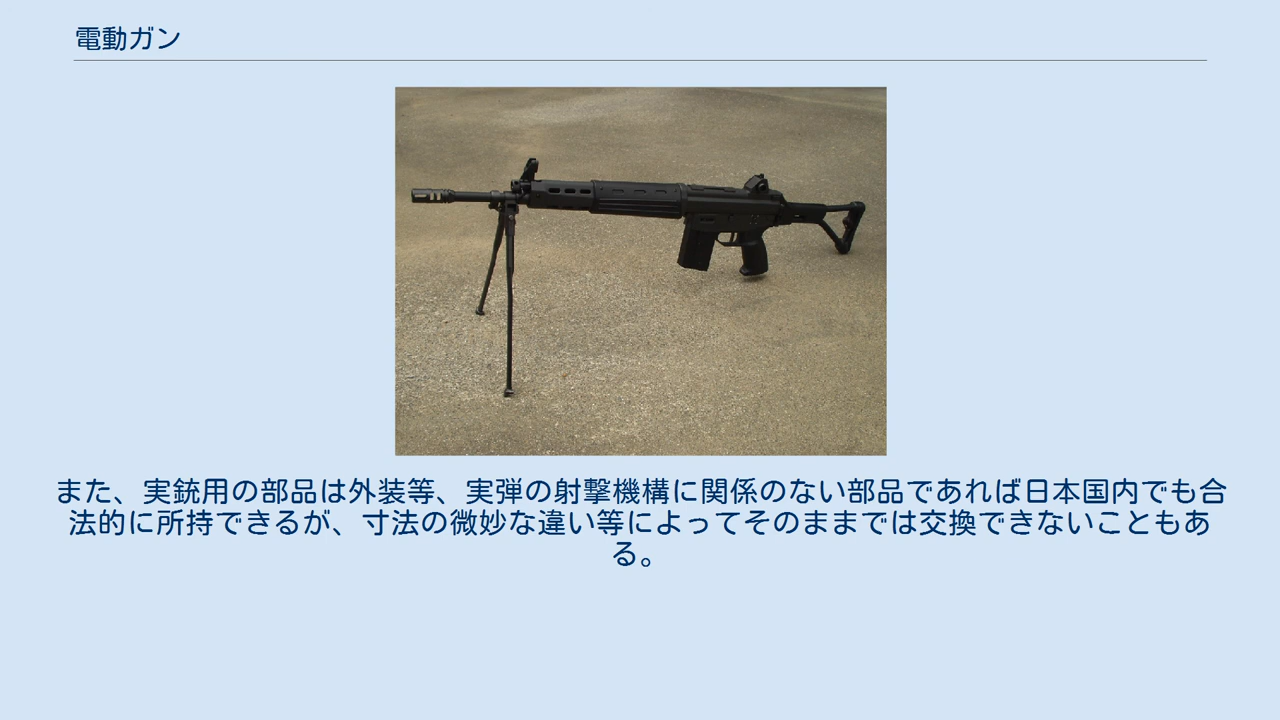 電動ガン
また、実銃用の部品は外装等、実弾の射撃機構に関係のない部品であれば日本国内でも合
法的に所持できるが、寸法の微妙な違い等によってそのままでは交換できないこともあ
る。